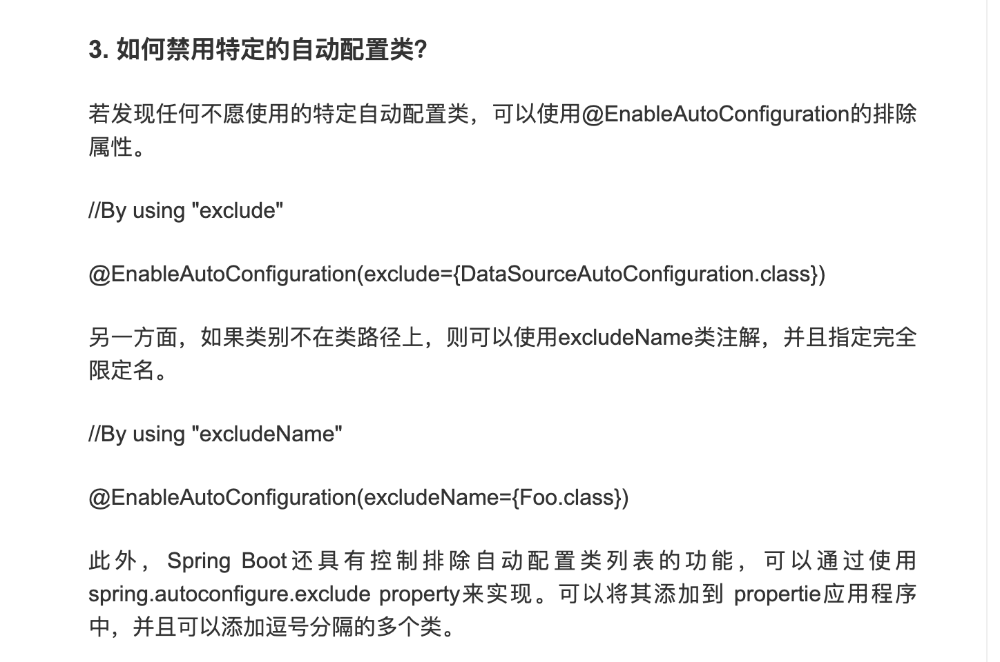 3. 如何禁用特定的自动配置类?
若发现任何不愿使用的特定自动配置类，可以使用@EnableAutoConfiguration的排除
属性。
//By using "exclude"
@EnableAutoConfiguration(exclude={DataSourceAutoConfiguration.class})
另一方面，如果类别不在类路径上，则可以使用excludeName类注解，并且指定完全
限定名。
//By using "excludeName"
@EnableAutoConfiguration(excludeName={Foo.class})
此外，Spring Boot还具有控制排除自动配置类列表的功能，可以通过使用
spring.autoconfigure.exclude property来实现。可以将其添加到 propertie应用程序
中，并且可以添加逗号分隔的多个类。